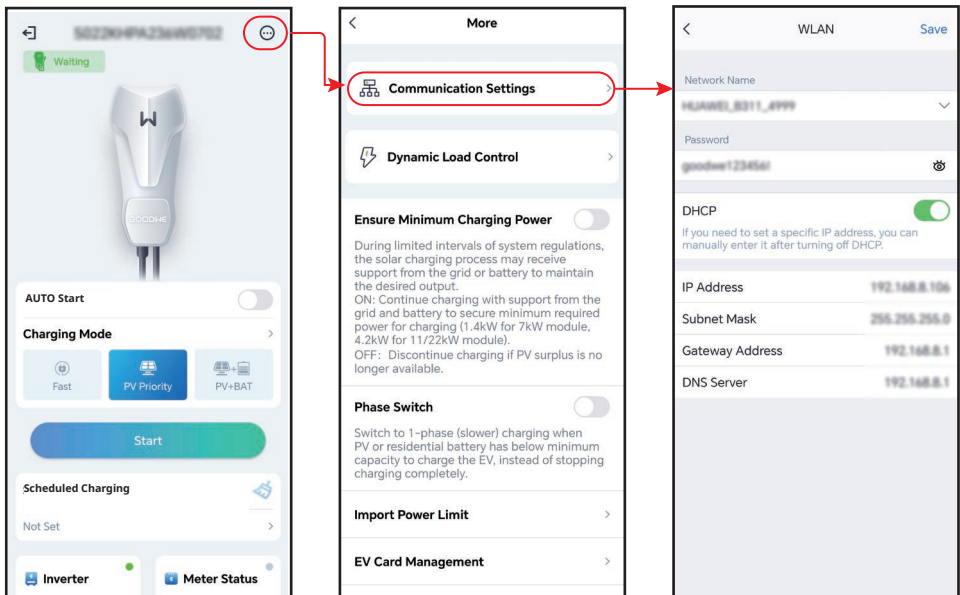 Waiting
GOODWE
AUTO Start
Charging Mode
Fast
PV Priority
PV+BAT
Start
Scheduled Charging
Not Set
Inverter
Meter Status
More
Communication Settings
Dynamic Load Control
Ensure Minimum Charging Power
During limited intervals of system regulations,
the solar charging process may receive
support from the grid or battery to maintain
the desired output.
ON: Continue charging with support from the
grid and battery to secure minimum required
power for charging (1.4kW for 7kW module,
4.2kW for 11/22kW module).
OFF: Discontinue charging if PV surplus is no
longer available.
Phase Switch
Switch to 1-phase (slower) charging when
PV or residential battery has below minimum
capacity to charge the EV, instead of stopping
charging completely.
Import Power Limit
EV Card Management
WLAN
Save
Network Name
HUAWEI_B311_4999
Password
goodwe123456!
DHCP
If you need to set a specific IP address, you can
manually enter it after turning off DHCP.
IP Address 192.168.8.106
Subnet Mask 255.255.255.0
Gateway Address 192.168.8.1
DNS Server 192.168.8.1